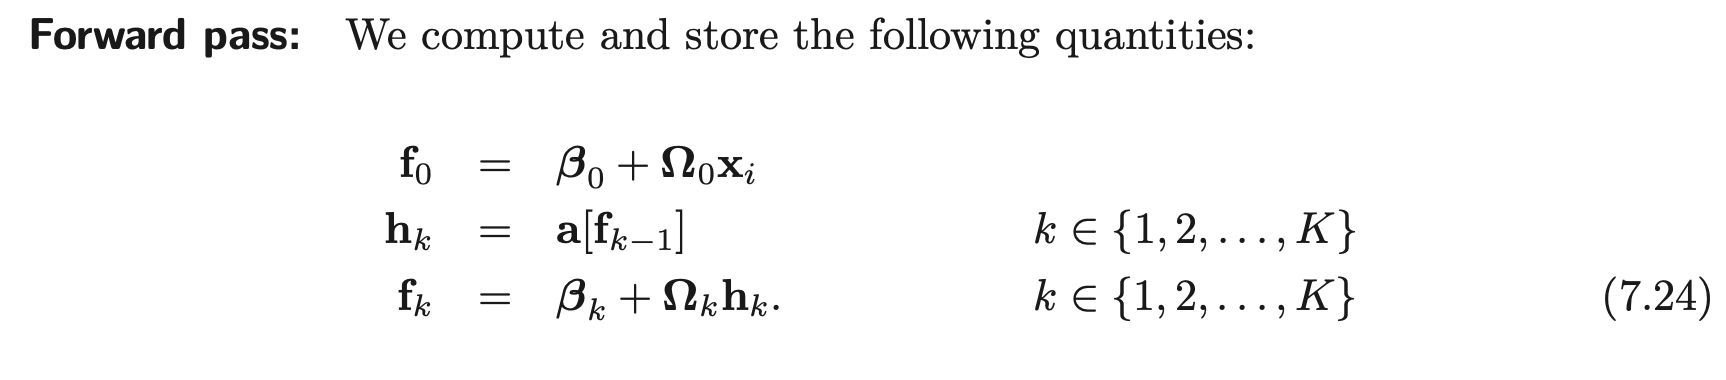 Forward pass: We compute and store the following quantities:
f₀ = β₀ + Ω₀xᵢ
hₖ = a[fₖ₋₁] k ∈ {1, 2, . . . , K}
fₖ = βₖ + Ωₖhₖ. k ∈ {1, 2, . . . , K} (7.24)